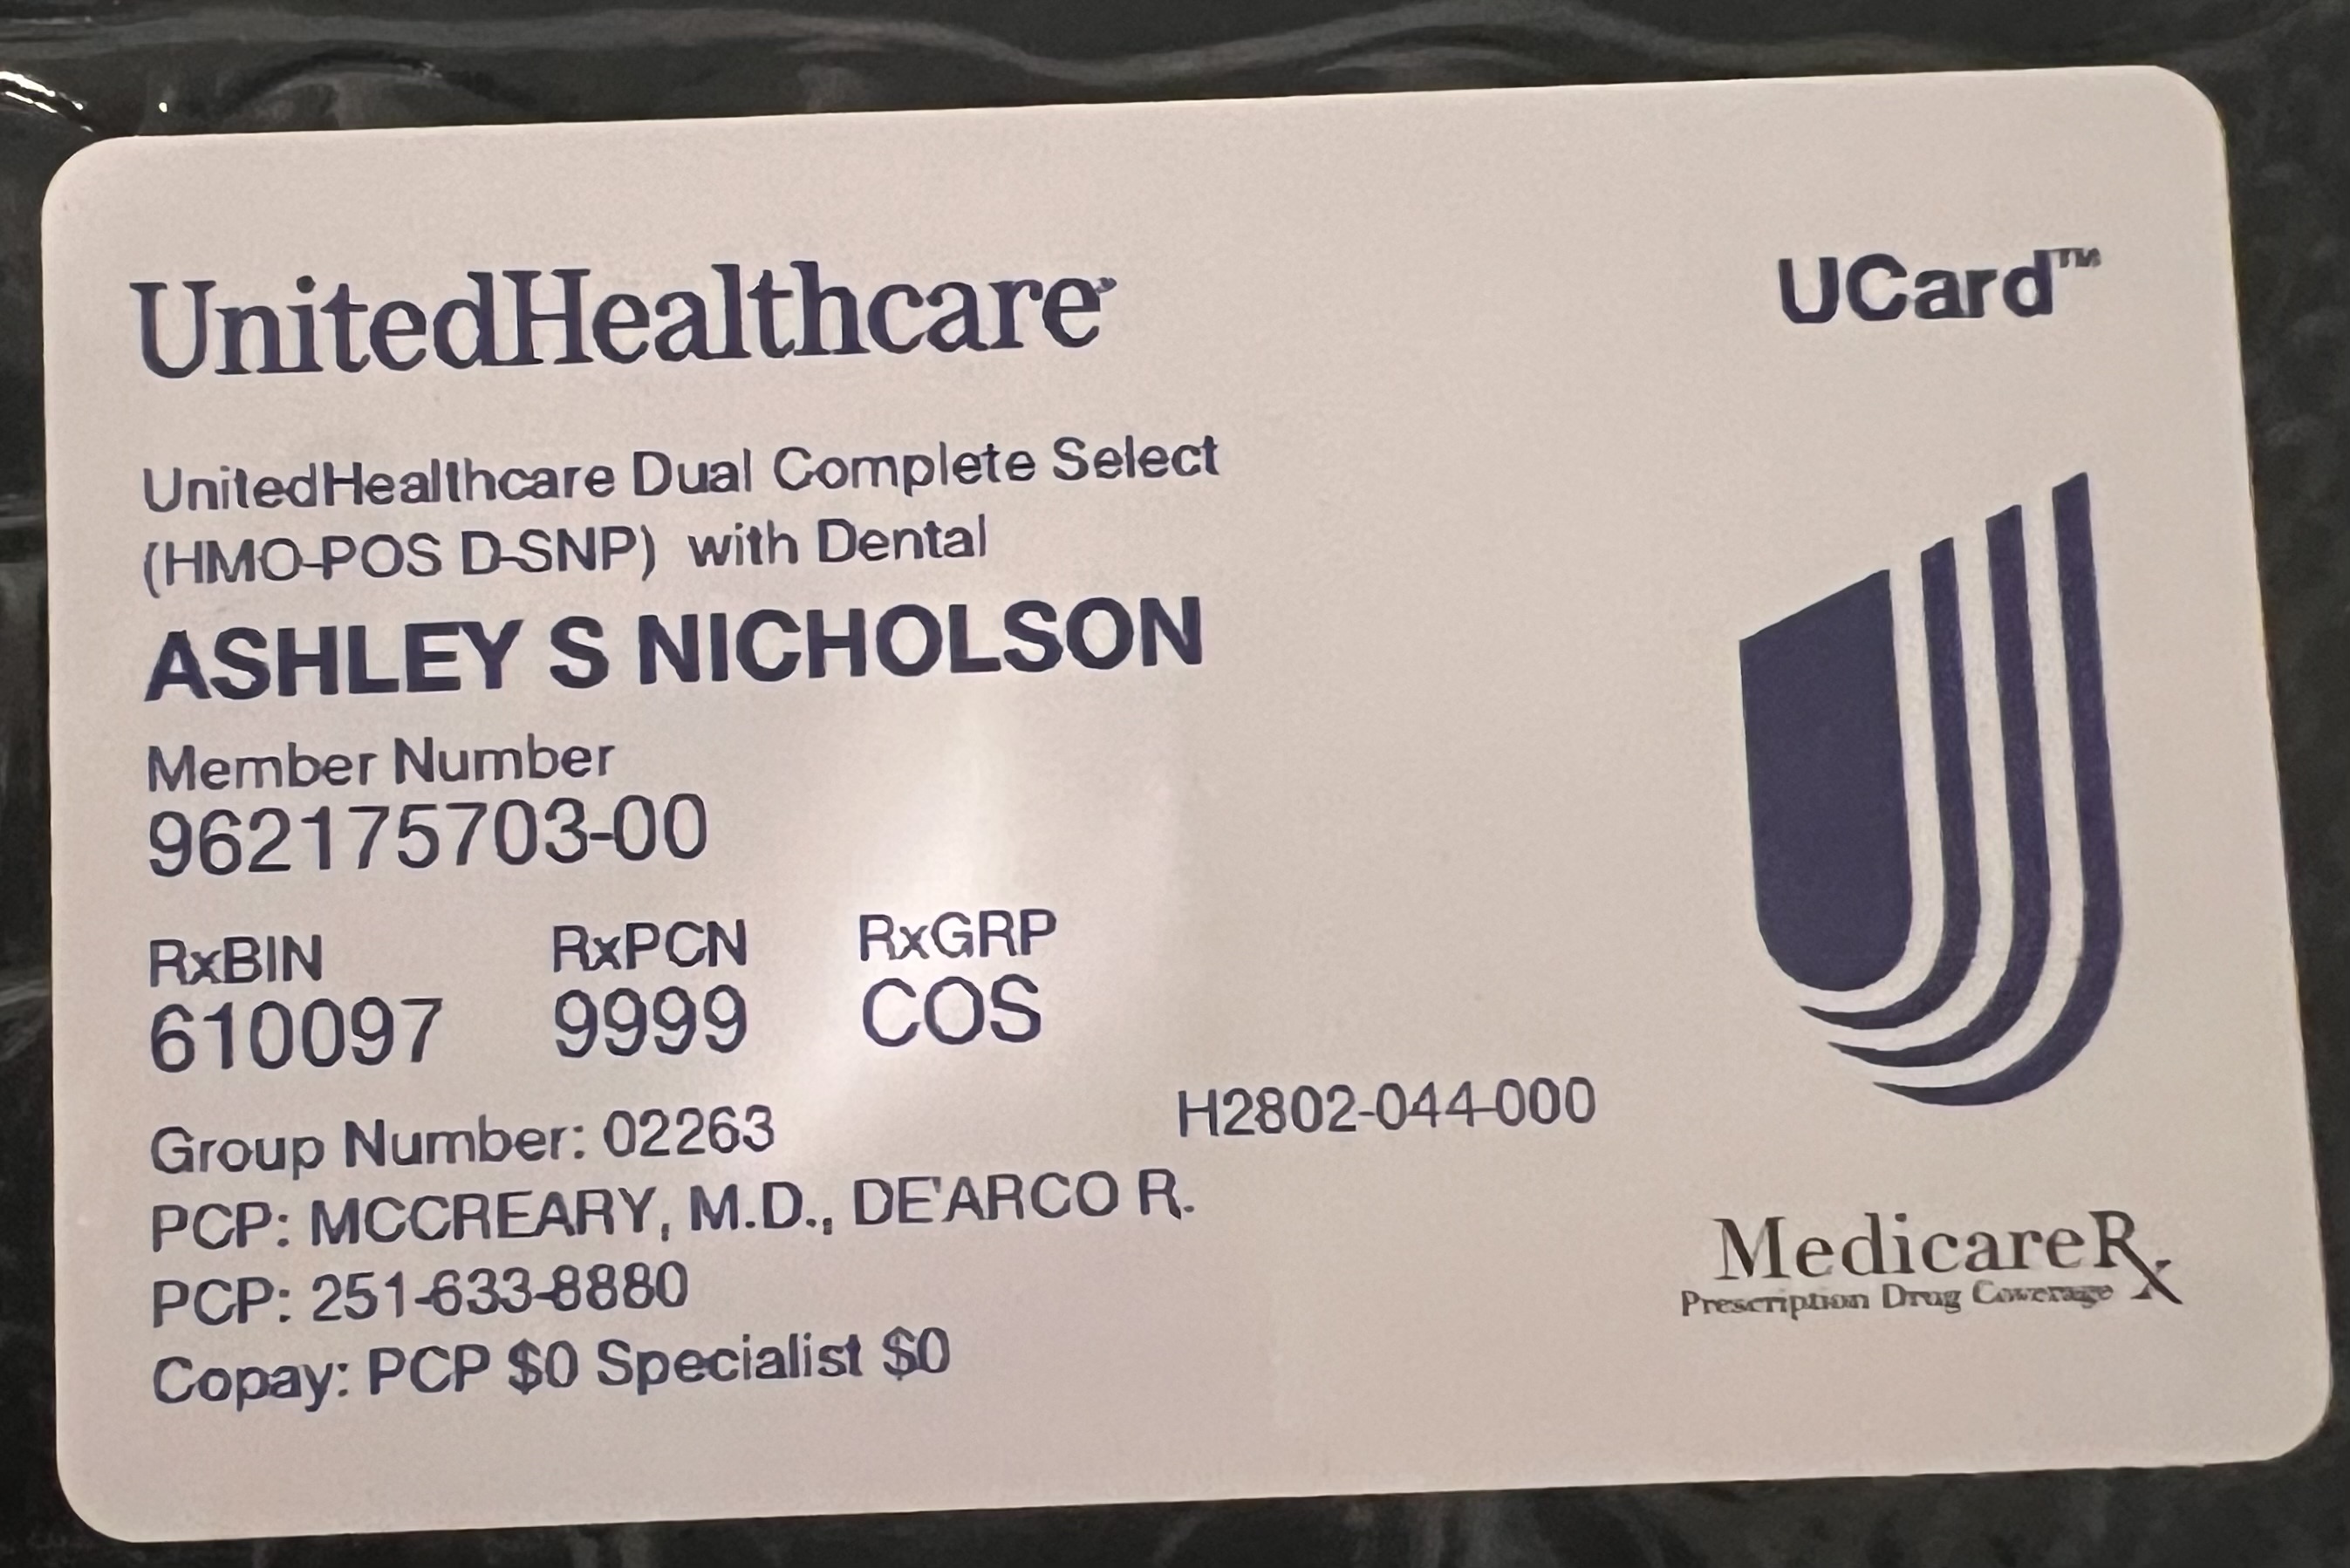 UnitedHealthcare
UCard™
UnitedHealthcare Dual Complete Select
(HMO-POS D-SNP) with Dental
ASHLEY S NICHOLSON
Member Number
962175703-00
RxBIN RxPCN RxGRP
610097 9999 COS
Group Number: 02263
H2802-044-000
PCP: MCCREARY, M.D., DE'ARCO R.
PCP: 251-633-8880
Copay: PCP $0 Specialist $0
MedicareRx
Prescription Drug Coverage